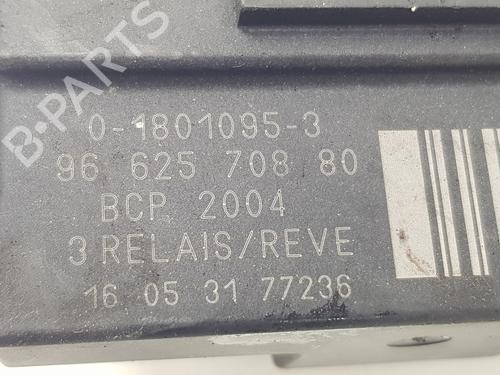 0-1801095-3
96 625 708 80
BCP 2004
3 RELAIS/REVE
16 05 31 77236
B-PARTS